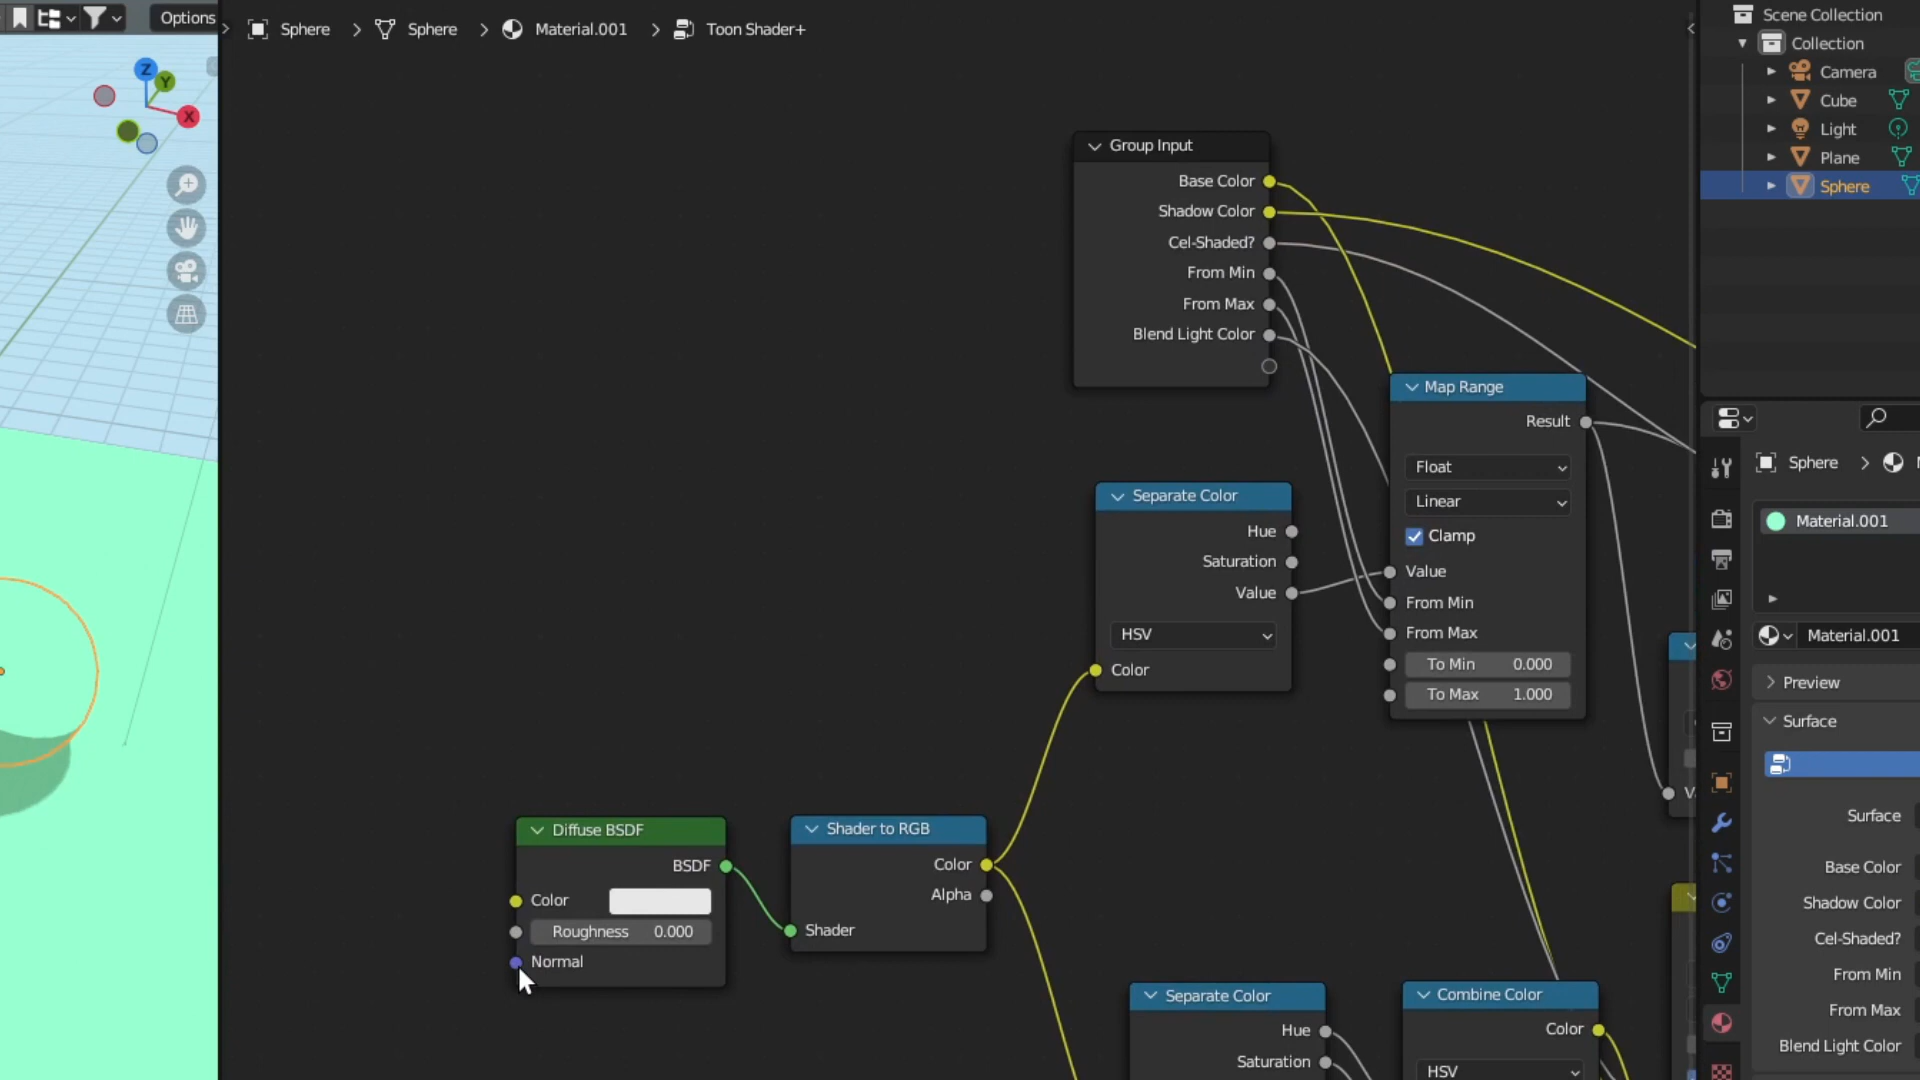 Options
Sphere
Sphere
Material.001
Toon Shader+
Z
Y
X
Group Input
Base Color
Shadow Color
Cel-Shaded?
From Min
From Max
Blend Light Color
Map Range
Result
Float
Linear
Clamp
Value
From Min
From Max
To Min 0.000
To Max 1.000
Separate Color
Hue
Saturation
Value
HSV
Color
Diffuse BSDF
BSDF
Color
Roughness 0.000
Normal
Shader to RGB
Color
Alpha
Shader
Separate Color
Hue
Saturation
Combine Color
Color
HSV
Scene Collection
Collection
Camera
Cube
Light
Plane
Sphere
Sphere
Material.001
Material.001
Preview
Surface
Surface
Base Color
Shadow Color
Cel-Shaded?
From Min
From Max
Blend Light Color